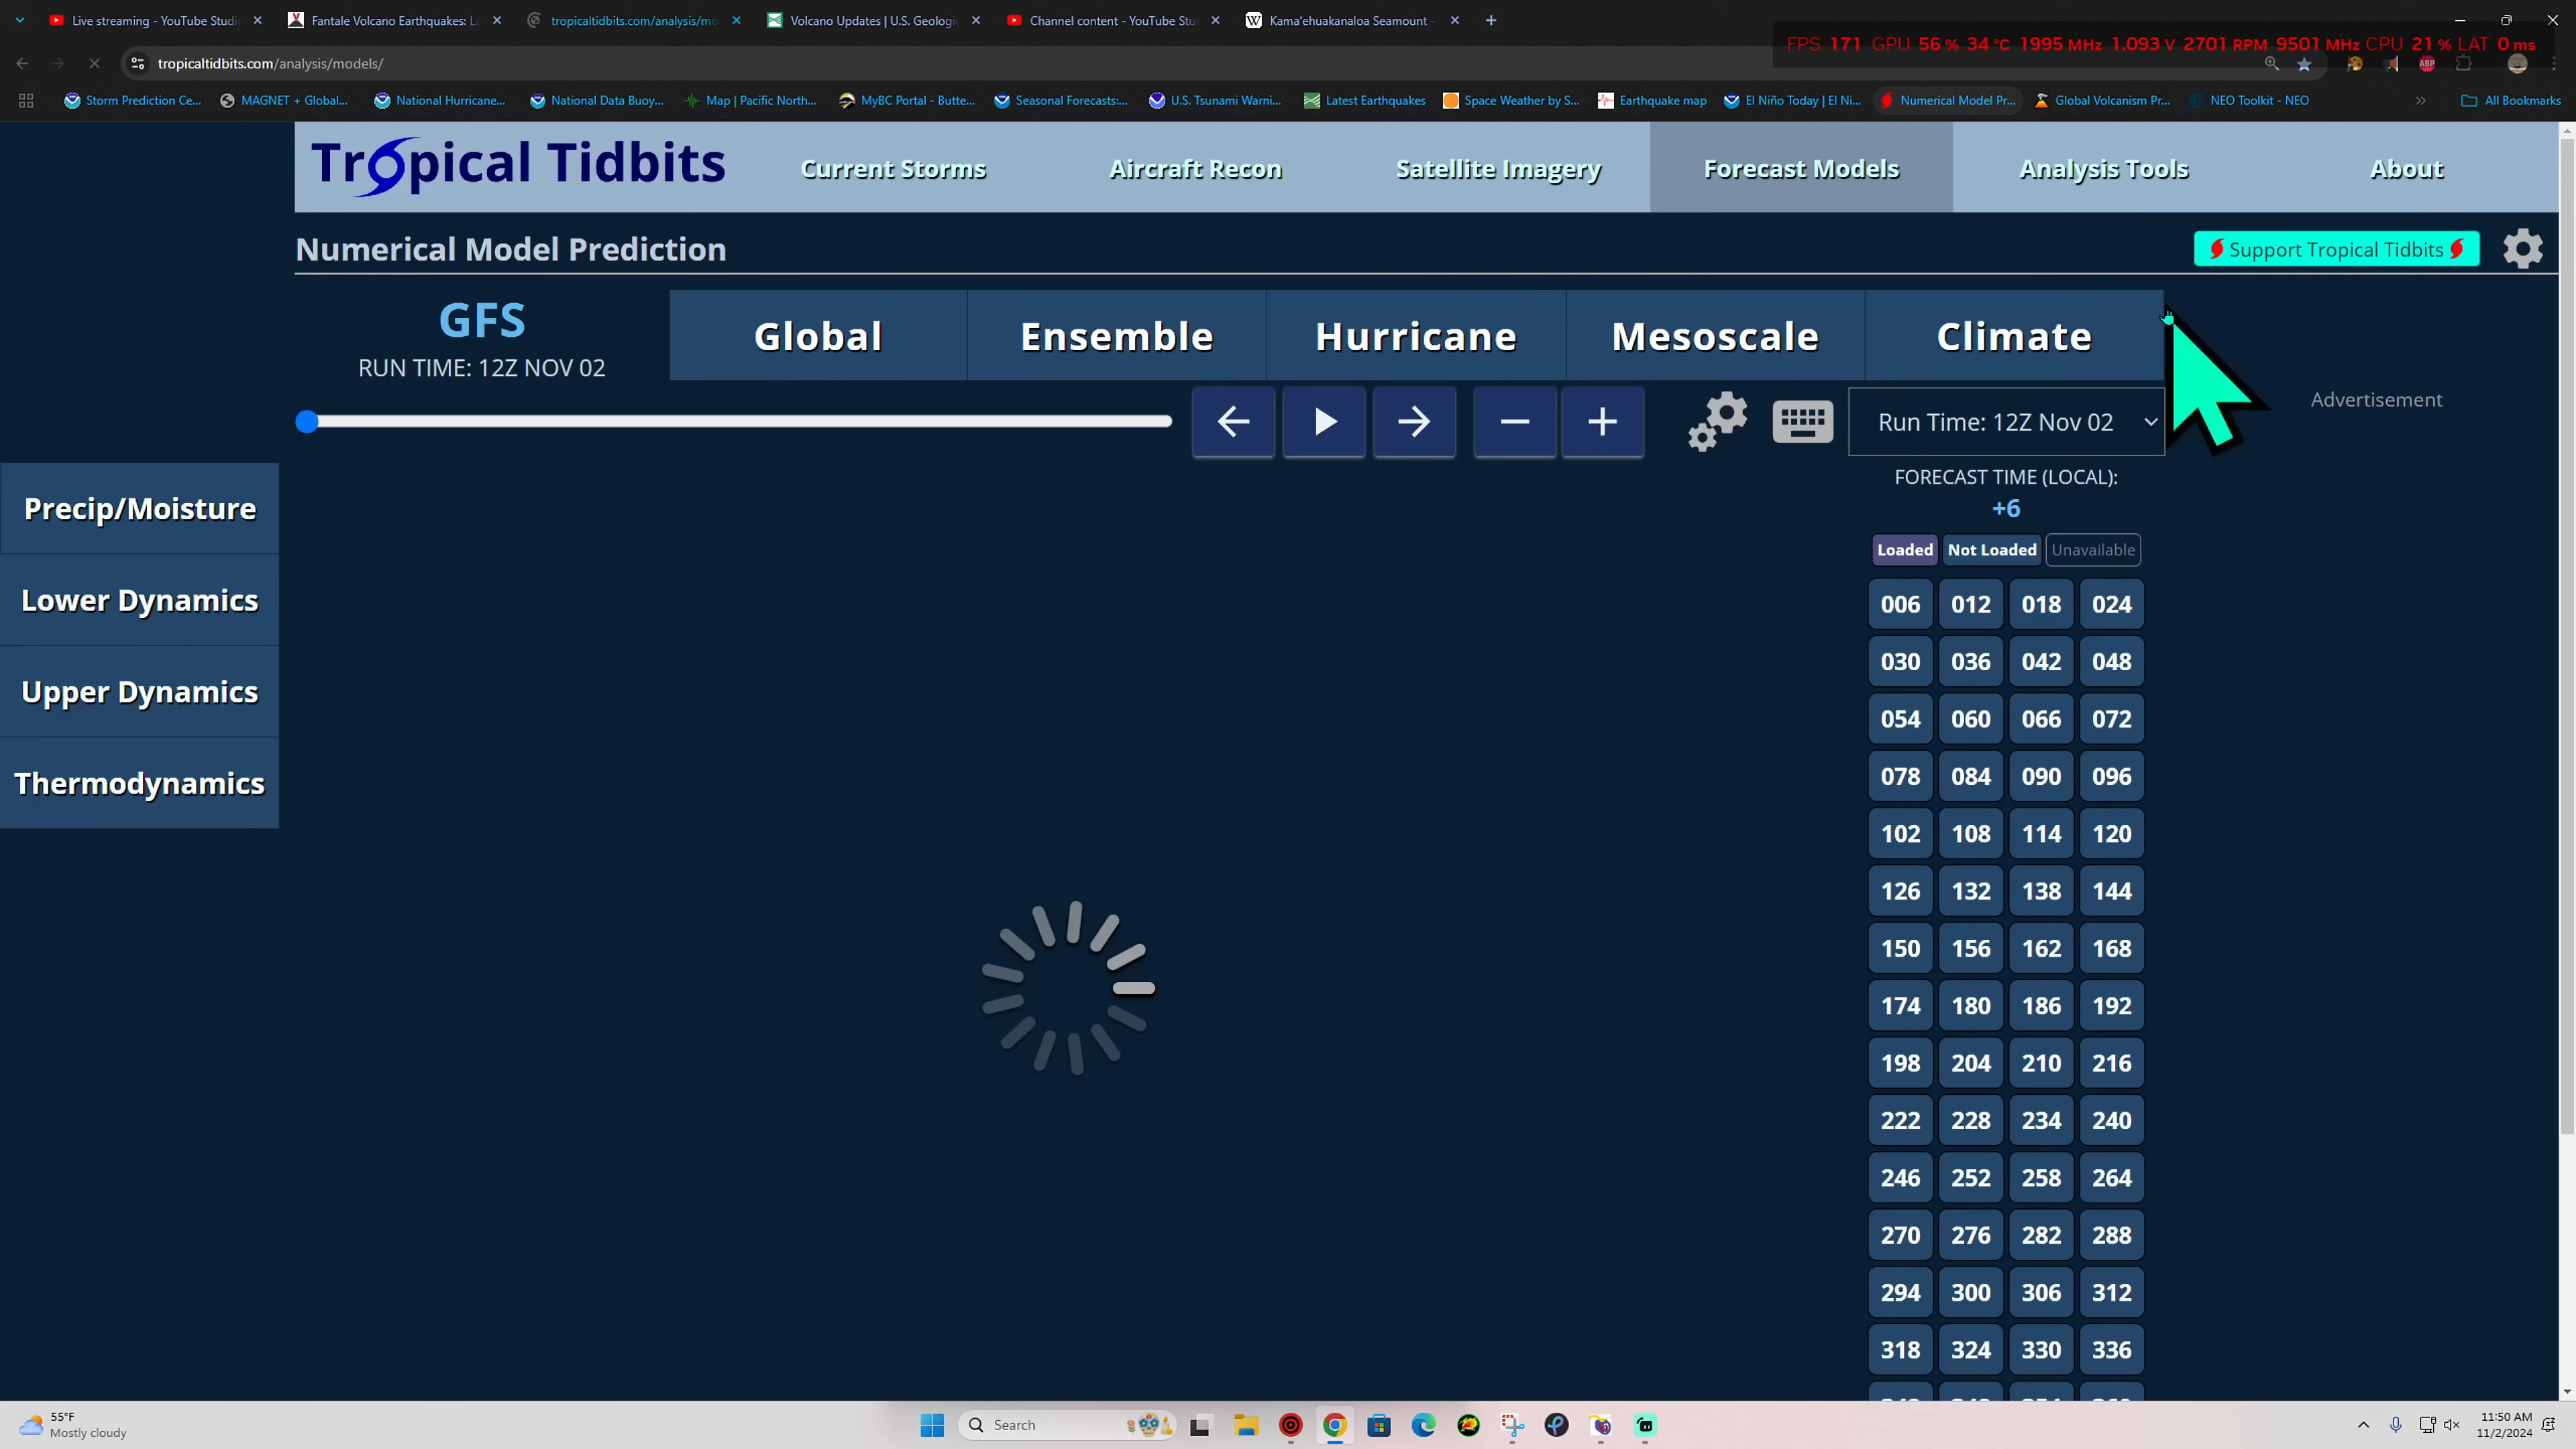 Live streaming - YouTube Studi
Fantale Volcano Earthquakes: La
tropicaltidbits.com/analysis/mo
Volcano Updates | U.S. Geologi
Channel content - YouTube Stu
Kama'ehuakanaloa Seamount -
FPS 171 GPU 56 % 34 °C 1995 MHz 1.093 V 2701 RPM 9501 MHz CPU 21 % LAT 0 ms
tropicaltidbits.com/analysis/models/
ABP
Storm Prediction Ce...
MAGNET + Global...
National Hurricane...
National Data Buoy...
Map | Pacific North...
MyBC Portal - Butte...
Seasonal Forecasts:...
U.S. Tsunami Warni...
Latest Earthquakes
Space Weather by S...
Earthquake map
El Niño Today | El Ni...
Numerical Model Pr...
Global Volcanism Pr...
NEO Toolkit - NEO
All Bookmarks
Tropical Tidbits
Current Storms
Aircraft Recon
Satellite Imagery
Forecast Models
Analysis Tools
About
Numerical Model Prediction
Support Tropical Tidbits
GFS
RUN TIME: 12Z NOV 02
Global
Ensemble
Hurricane
Mesoscale
Climate
Run Time: 12Z Nov 02
Advertisement
FORECAST TIME (LOCAL):
+6
Loaded Not Loaded Unavailable
Precip/Moisture
Lower Dynamics
Upper Dynamics
Thermodynamics
006 012 018 024
030 036 042 048
054 060 066 072
078 084 090 096
102 108 114 120
126 132 138 144
150 156 162 168
174 180 186 192
198 204 210 216
222 228 234 240
246 252 258 264
270 276 282 288
294 300 306 312
318 324 330 336
55°F
Mostly cloudy
Search
11:50 AM
11/2/2024